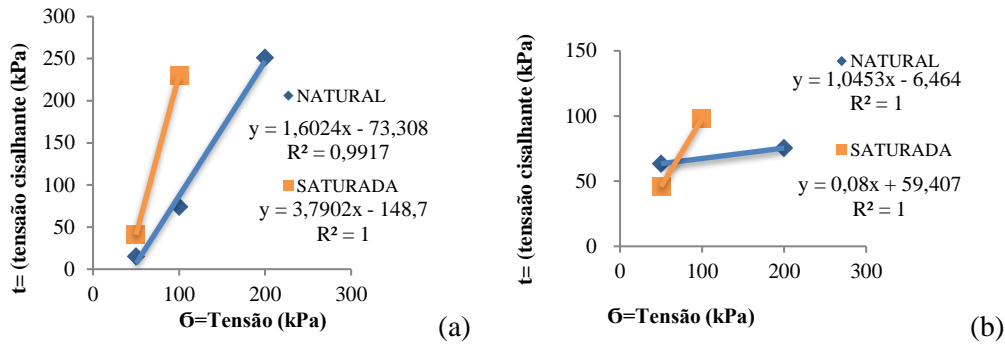 300
250
200
150
100
50
0
0
100
200
300
t= (tensaão cisalhante (kPa)
NATURAL
y = 1,6024x - 73,308
R² = 0,9917
SATURADA
y = 3,7902x - 148,7
R² = 1
Ϭ=Tensão (kPa)
(a)
150
100
50
0
0
100
200
300
t= (tensaão cisalhante (kPa)
NATURAL
y = 1,0453x - 6,464
R² = 1
SATURADA
y = 0,08x + 59,407
R² = 1
Ϭ=Tensão (kPa)
(b)